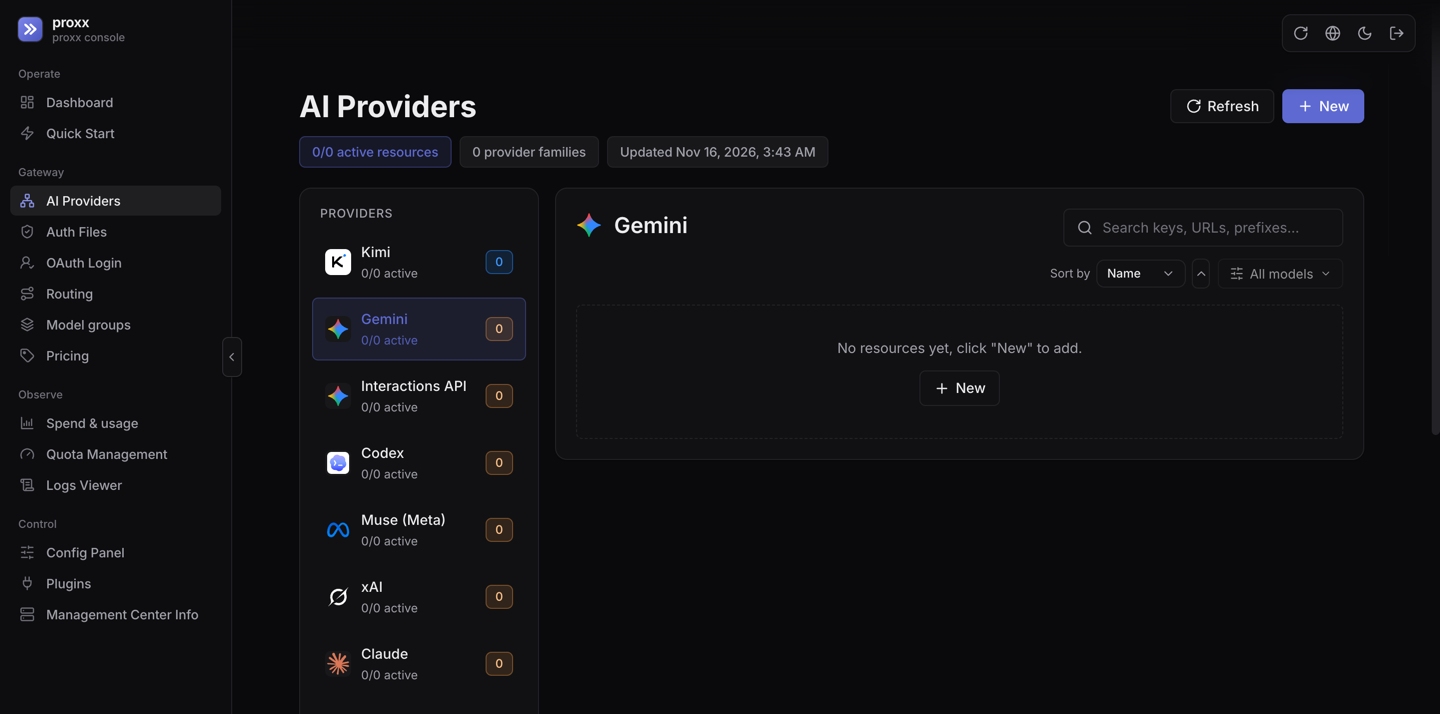 proxx
proxx console
Operate
Dashboard
Quick Start
Gateway
AI Providers
Auth Files
OAuth Login
Routing
Model groups
Pricing
Observe
Spend & usage
Quota Management
Logs Viewer
Control
Config Panel
Plugins
Management Center Info
AI Providers
Refresh
New
0/0 active resources
0 provider families
Updated Nov 16, 2026, 3:43 AM
PROVIDERS
Kimi
0/0 active
0
Gemini
0/0 active
0
Interactions API
0/0 active
0
Codex
0/0 active
0
Muse (Meta)
0/0 active
0
xAI
0/0 active
0
Claude
0/0 active
0
Gemini
Search keys, URLs, prefixes...
Sort by
Name
All models
No resources yet, click "New" to add.
New